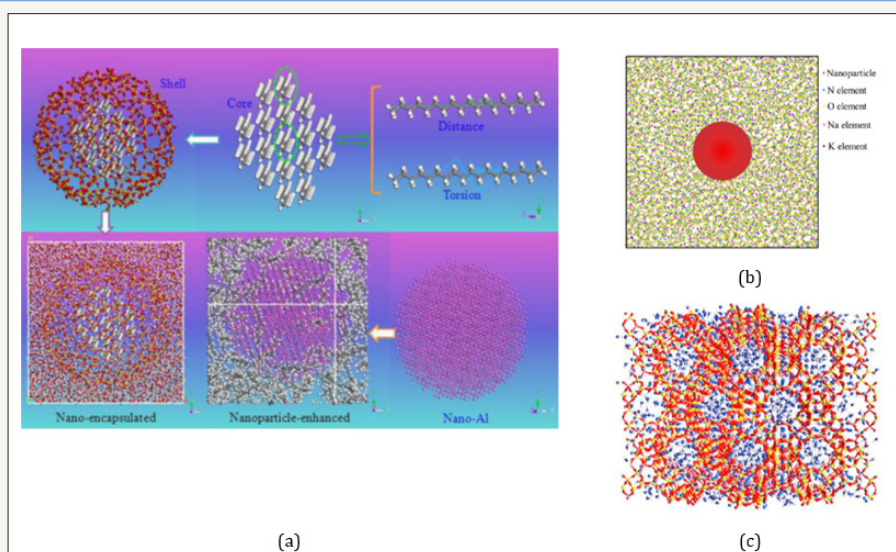 Shell
Core
Distance
Torsion
Nano-encapsulated
Nanoparticle-enhanced
Nano-Al
(a)
Nanoparticle
N element
O element
Na element
K element
(b)
(c)